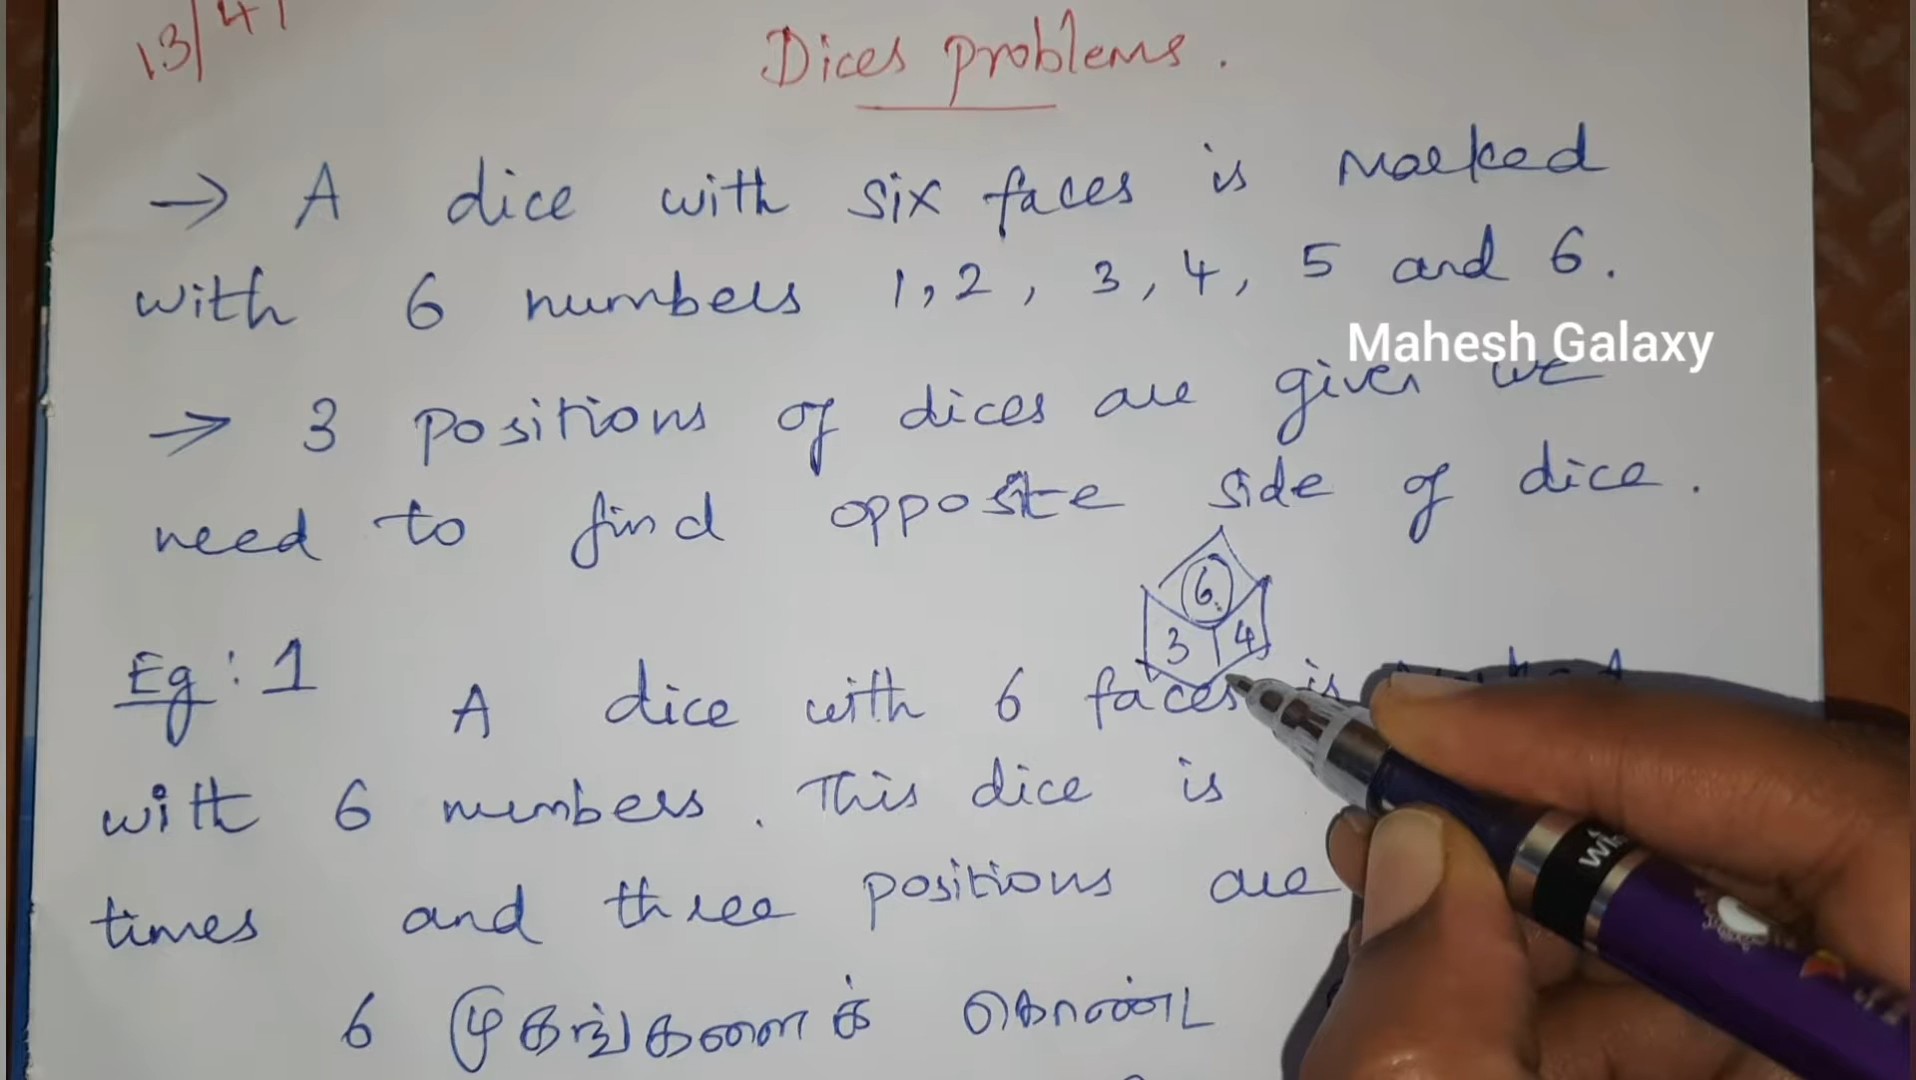 13/41
Dices problems.
→ A dice with six faces is marked
with 6 numbers 1, 2, 3, 4, 5 and 6.
Mahesh Galaxy
→ 3 positions of dices are given we
need to find opposite side of dice.
6
3 4
Eg: 1 A dice with 6 faces is
with 6 numbers. This dice is
times and three positions are
6 முகங்களைக் கொண்ட